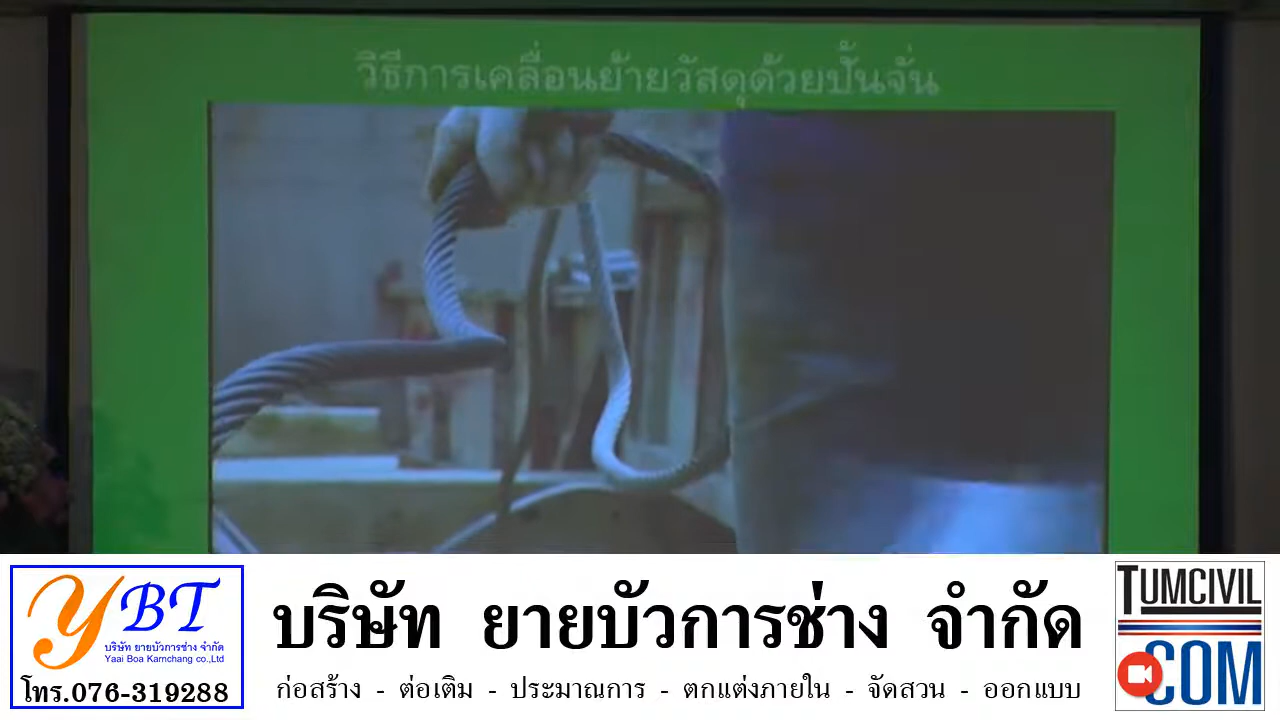 วิธีการเคลื่อนย้ายวัสดุด้วยปั้นจั่น
YBT
บริษัท ยายบัวการช่าง จำกัด
Yaai Boa Karnchang co.,Ltd
โทร.076-319288
บริษัท ยายบัวการช่าง จำกัด
ก่อสร้าง - ต่อเติม - ประมาณการ - ตกแต่งภายใน - จัดสวน - ออกแบบ
TUMCIVIL
COM